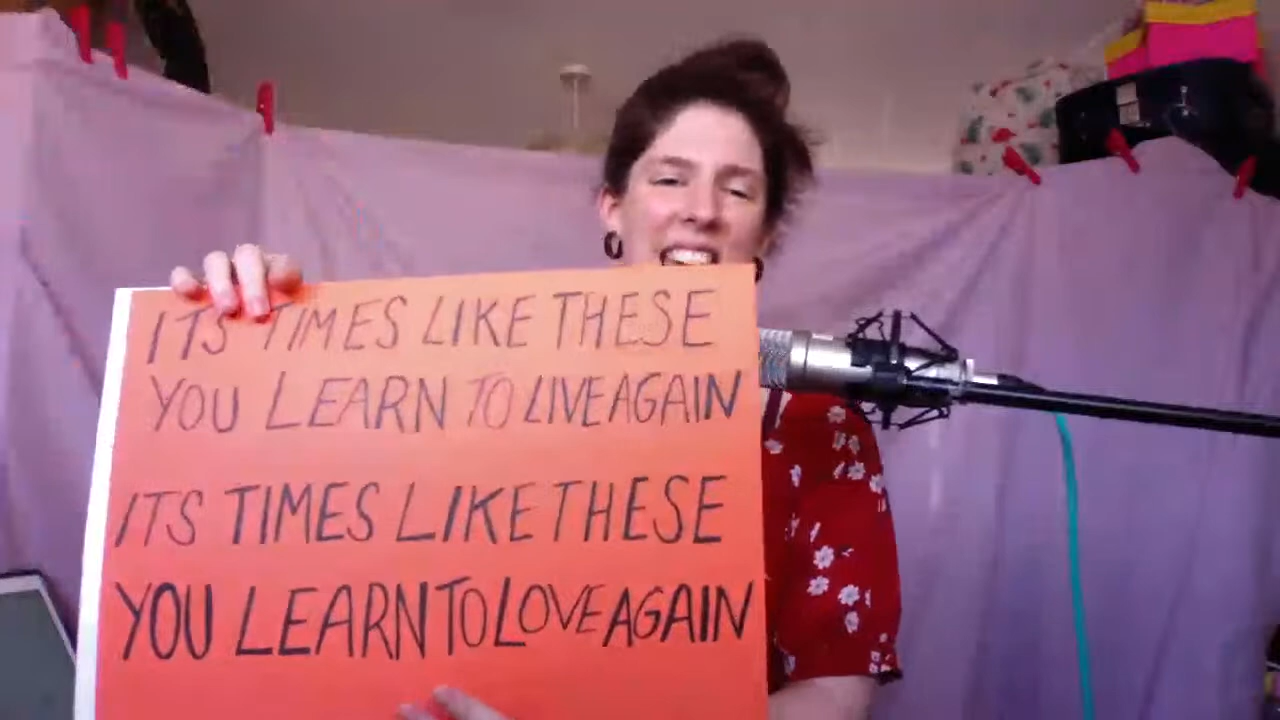 ITS TIMES LIKE THESE
YOU LEARN TO LIVE AGAIN
ITS TIMES LIKE THESE
YOU LEARN TO LOVE AGAIN